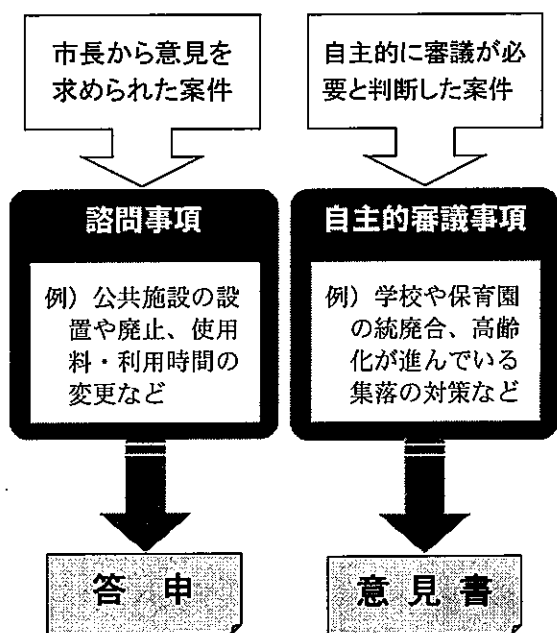 市長から意見を
求められた案件
諮問事項
例）公共施設の設
置や廃止、使用
料・利用時間の
変更など
答 申
自主的に審議が必
要と判断した案件
自主的審議事項
例）学校や保育園
の統廃合、高齢
化が進んでいる
集落の対策など
意 見 書